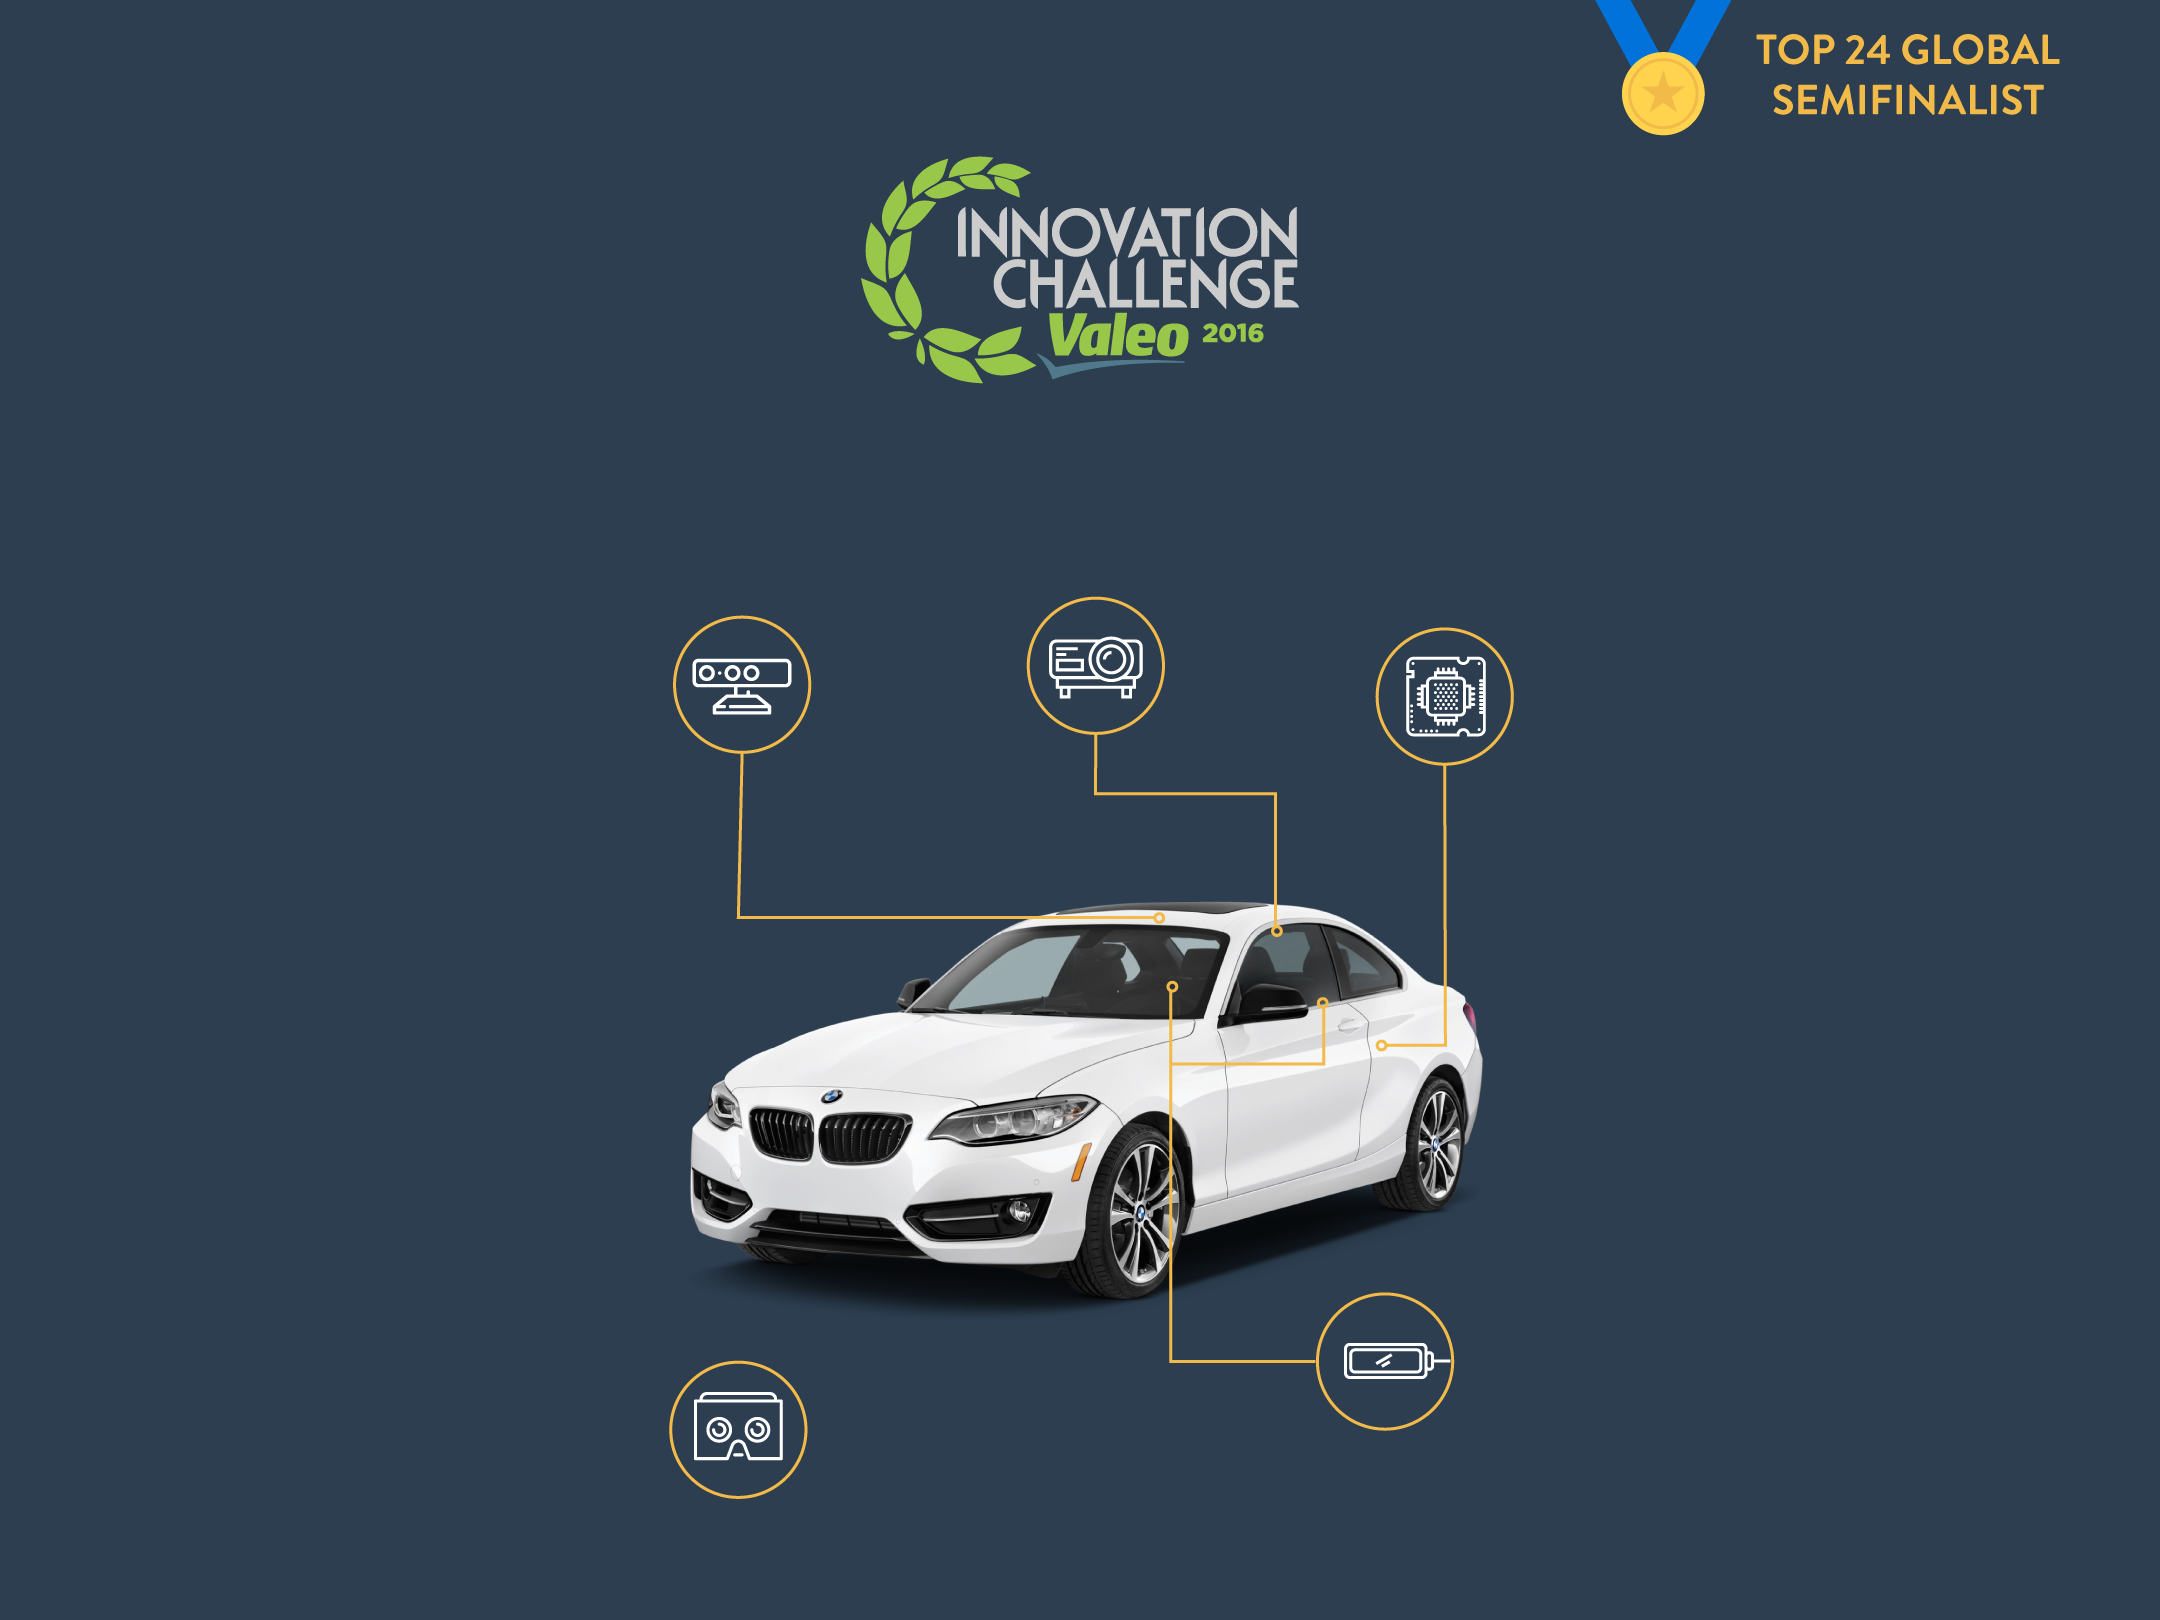 TOP 24 GLOBAL
SEMIFINALIST
INNOVATION
CHALLENGE
Valeo 2016